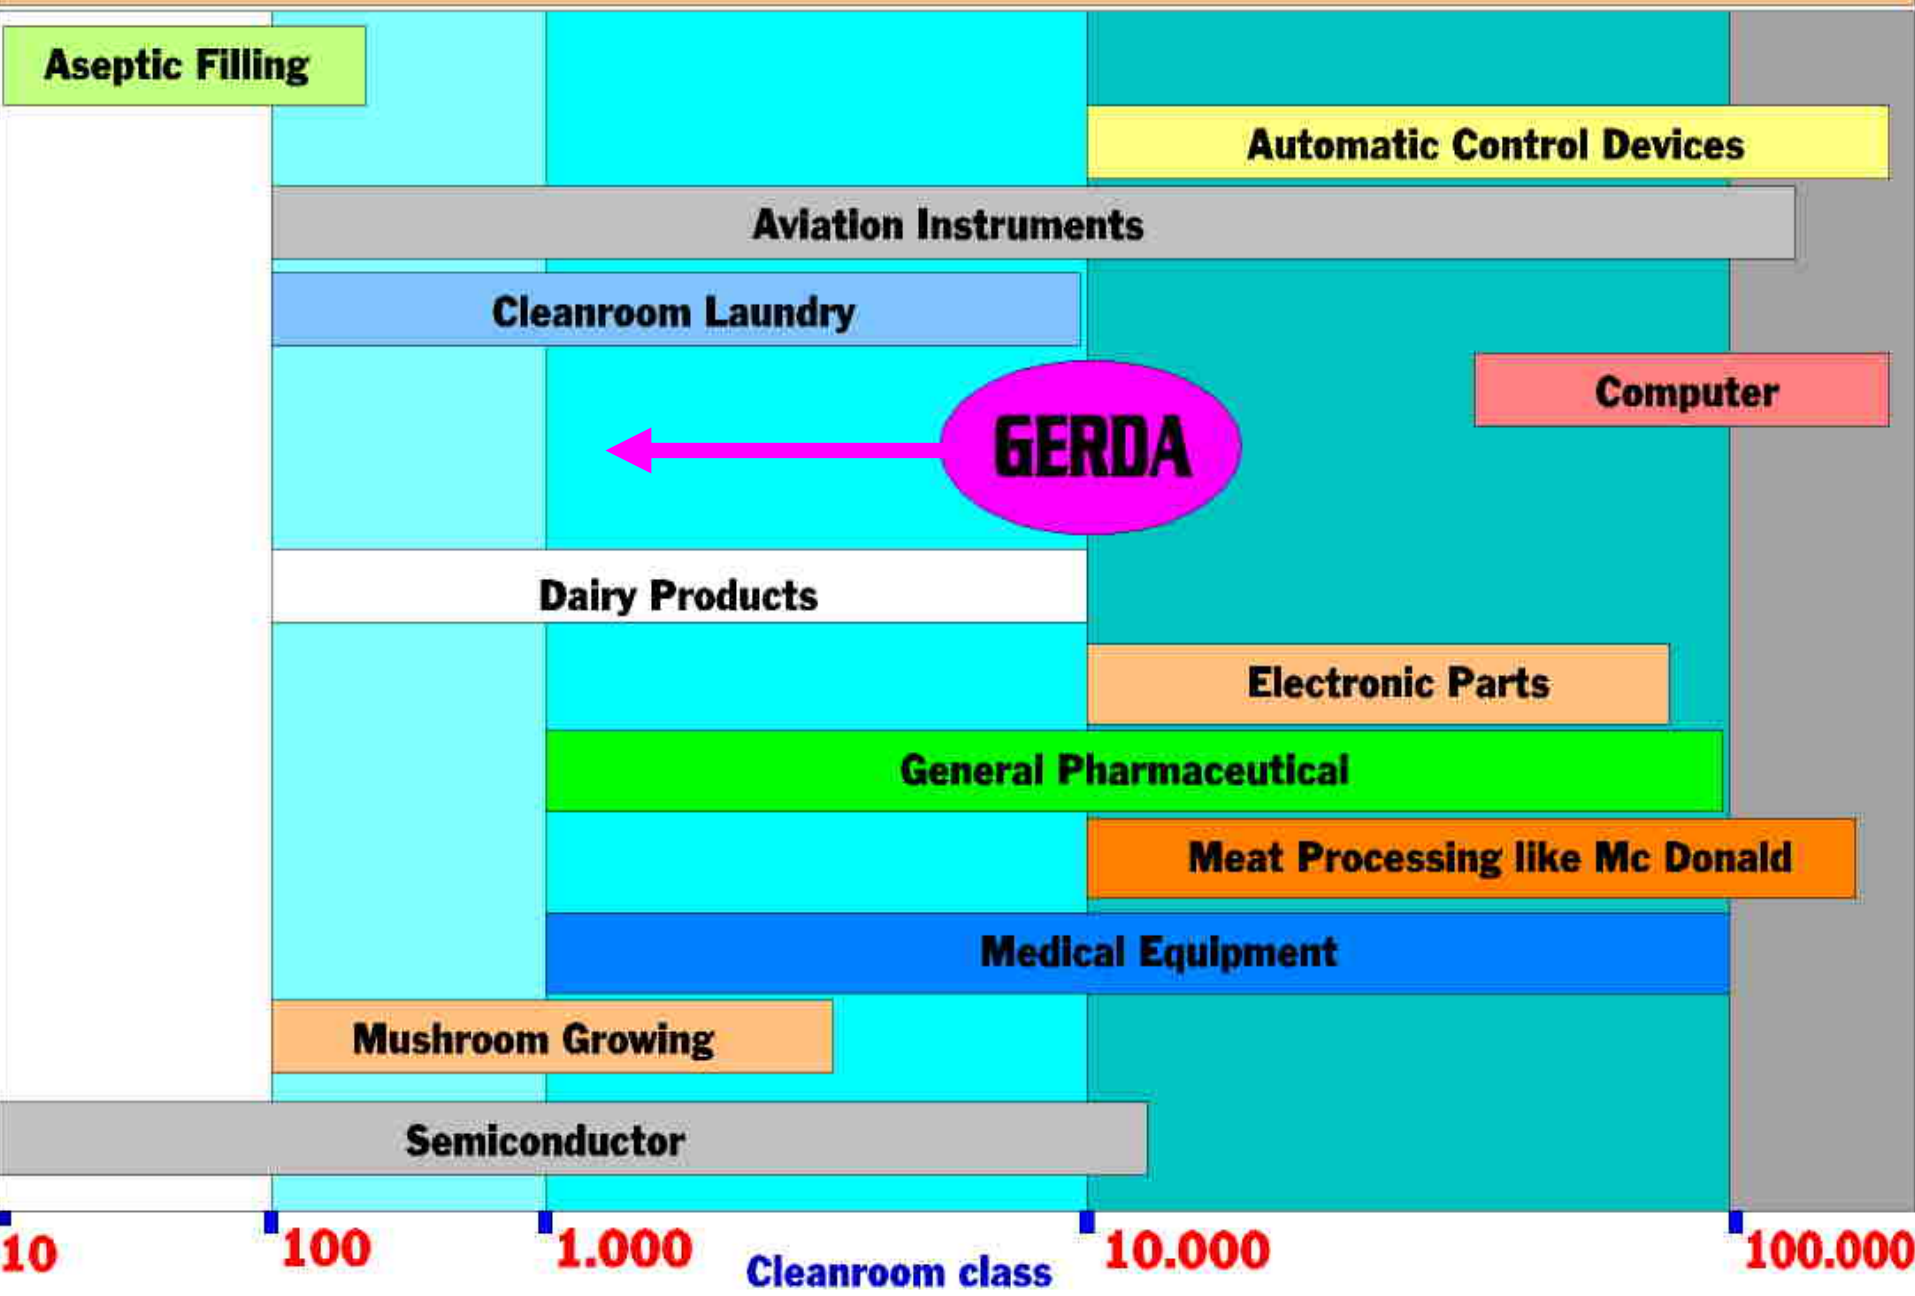 Aseptic Filling
Automatic Control Devices
Aviation Instruments
Cleanroom Laundry
Computer
GERDA
Dairy Products
Electronic Parts
General Pharmaceutical
Meat Processing like Mc Donald
Medical Equipment
Mushroom Growing
Semiconductor
10 100 1.000 10.000 100.000
Cleanroom class